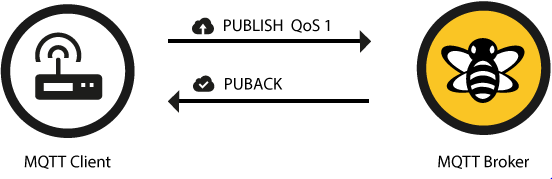 PUBLISH QoS 1
PUBACK
MQTT Client
MQTT Broker